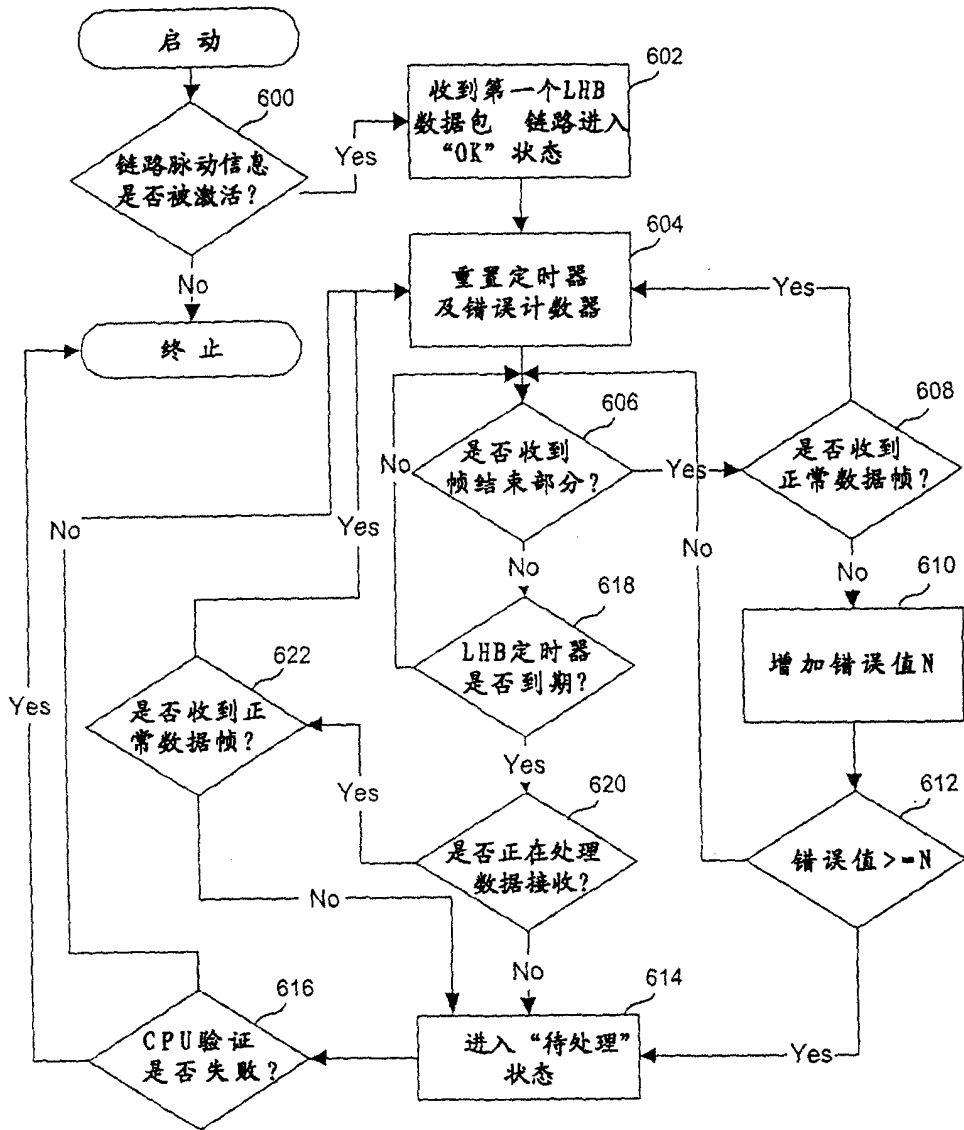 启动
600
链路脉动信息
是否被激活?
Yes
No
终止
602
收到第一个LHB
数据包 链路进入
“OK”状态
604
重置定时器
及错误计数器
Yes
606
是否收到
帧结束部分?
No
Yes
608
是否收到
正常数据帧?
No
Yes
No
No
No
610
增加错误值N
618
LHB定时器
是否到期?
622
是否收到正
常数据帧?
Yes
Yes
Yes
620
是否正在处理
数据接收?
612
错误值>=N
No
No
614
进入“待处理”
状态
Yes
616
CPU验证
是否失败?